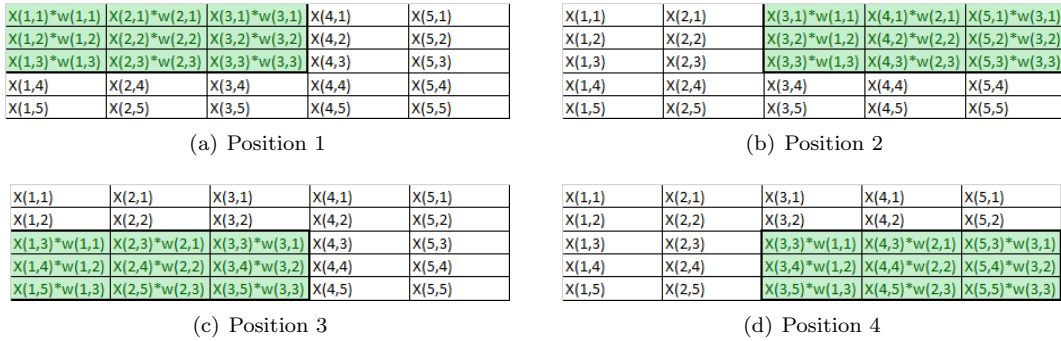 X(1,1)*w(1,1) X(2,1)*w(2,1) X(3,1)*w(3,1) X(4,1) X(5,1)
X(1,2)*w(1,2) X(2,2)*w(2,2) X(3,2)*w(3,2) X(4,2) X(5,2)
X(1,3)*w(1,3) X(2,3)*w(2,3) X(3,3)*w(3,3) X(4,3) X(5,3)
X(1,4) X(2,4) X(3,4) X(5,4) X(5,4)
X(1,5) X(2,5) X(3,5) X(4,5) X(5,5)
(a) Position 1
X(1,1) X(2,1) X(3,1)*w(1,1) X(4,1)*w(2,1) X(5,1)*w(3,1)
X(1,2) X(2,2) X(3,2)*w(1,2) X(4,2)*w(2,2) X(5,2)*w(3,2)
X(1,3) X(2,3) X(3,3)*w(1,3) X(4,3)*w(2,3) X(5,3)*w(3,3)
X(1,4) X(2,4) X(3,4) X(4,4) X(5,4)
X(1,5) X(2,5) X(3,5) X(4,5) X(5,5)
(b) Position 2
X(1,1) X(2,1) X(3,1) X(4,1) X(5,1)
X(1,2) X(2,2) X(3,2) X(4,2) X(5,2)
X(1,3)*w(1,1) X(2,3)*w(2,1) X(3,3)*w(3,1) X(4,3) X(5,3)
X(1,4)*w(1,2) X(2,4)*w(2,2) X(3,4)*w(3,2) X(4,4) X(5,4)
X(1,5)*w(1,3) X(2,5)*w(2,3) X(3,5)*w(3,3) X(4,5) X(5,5)
(c) Position 3
X(1,1) X(2,1) X(3,1) X(4,1) X(5,1)
X(1,2) X(2,2) X(3,2) X(4,2) X(5,2)
X(1,3) X(2,3) X(3,3)*w(1,1) X(4,3)*w(2,1) X(5,3)*w(3,1)
X(1,4) X(2,4) X(3,4)*w(1,2) X(4,4)*w(2,2) X(5,4)*w(3,2)
X(1,5) X(2,5) X(3,5)*w(1,3) X(4,5)*w(2,3) X(5,5)*w(3,3)
(d) Position 4